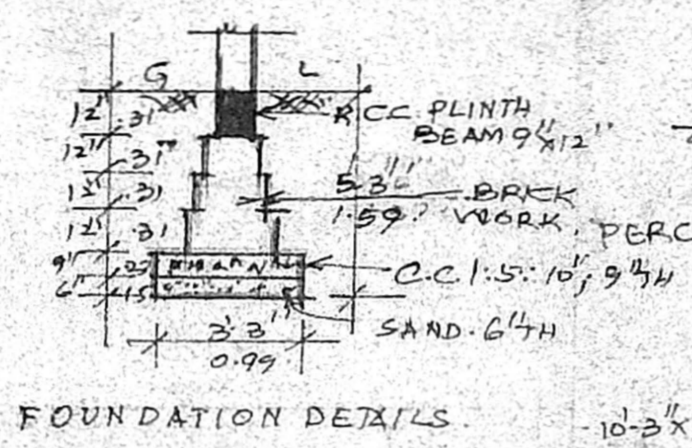 G L
12" .31
R.C.C. PLINTH
BEAM 9"x12"
12" .31
12" .31
5'3"
1.59
BRICK
WORK.
PERC
12" .31
9" .23
C.C. 1:5:10", 9"TH
6" .15
SAND. 6"TH
3'-3"
0.99
FOUNDATION DETAILS.
10'-3"x